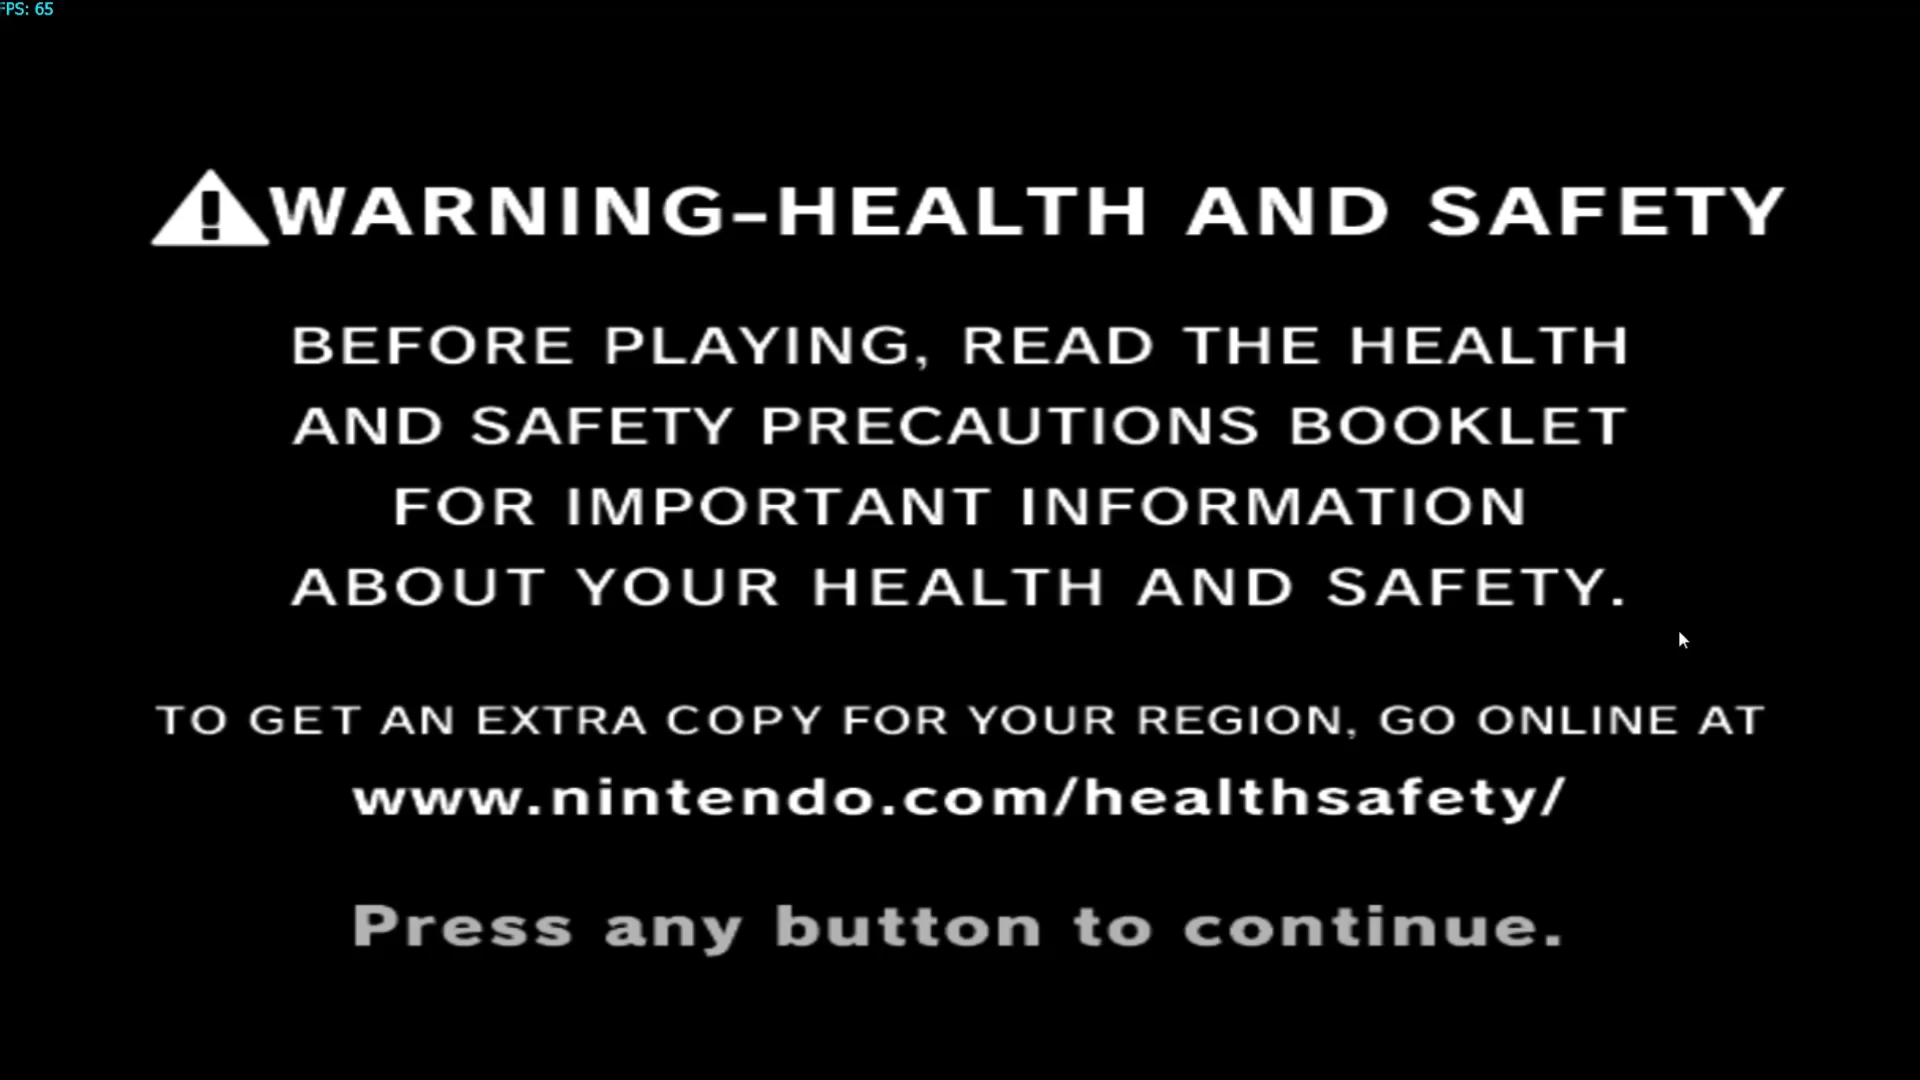 FPS: 65
WARNING-HEALTH AND SAFETY
BEFORE PLAYING, READ THE HEALTH
AND SAFETY PRECAUTIONS BOOKLET
FOR IMPORTANT INFORMATION
ABOUT YOUR HEALTH AND SAFETY.
TO GET AN EXTRA COPY FOR YOUR REGION, GO ONLINE AT
www.nintendo.com/healthsafety/
Press any button to continue.